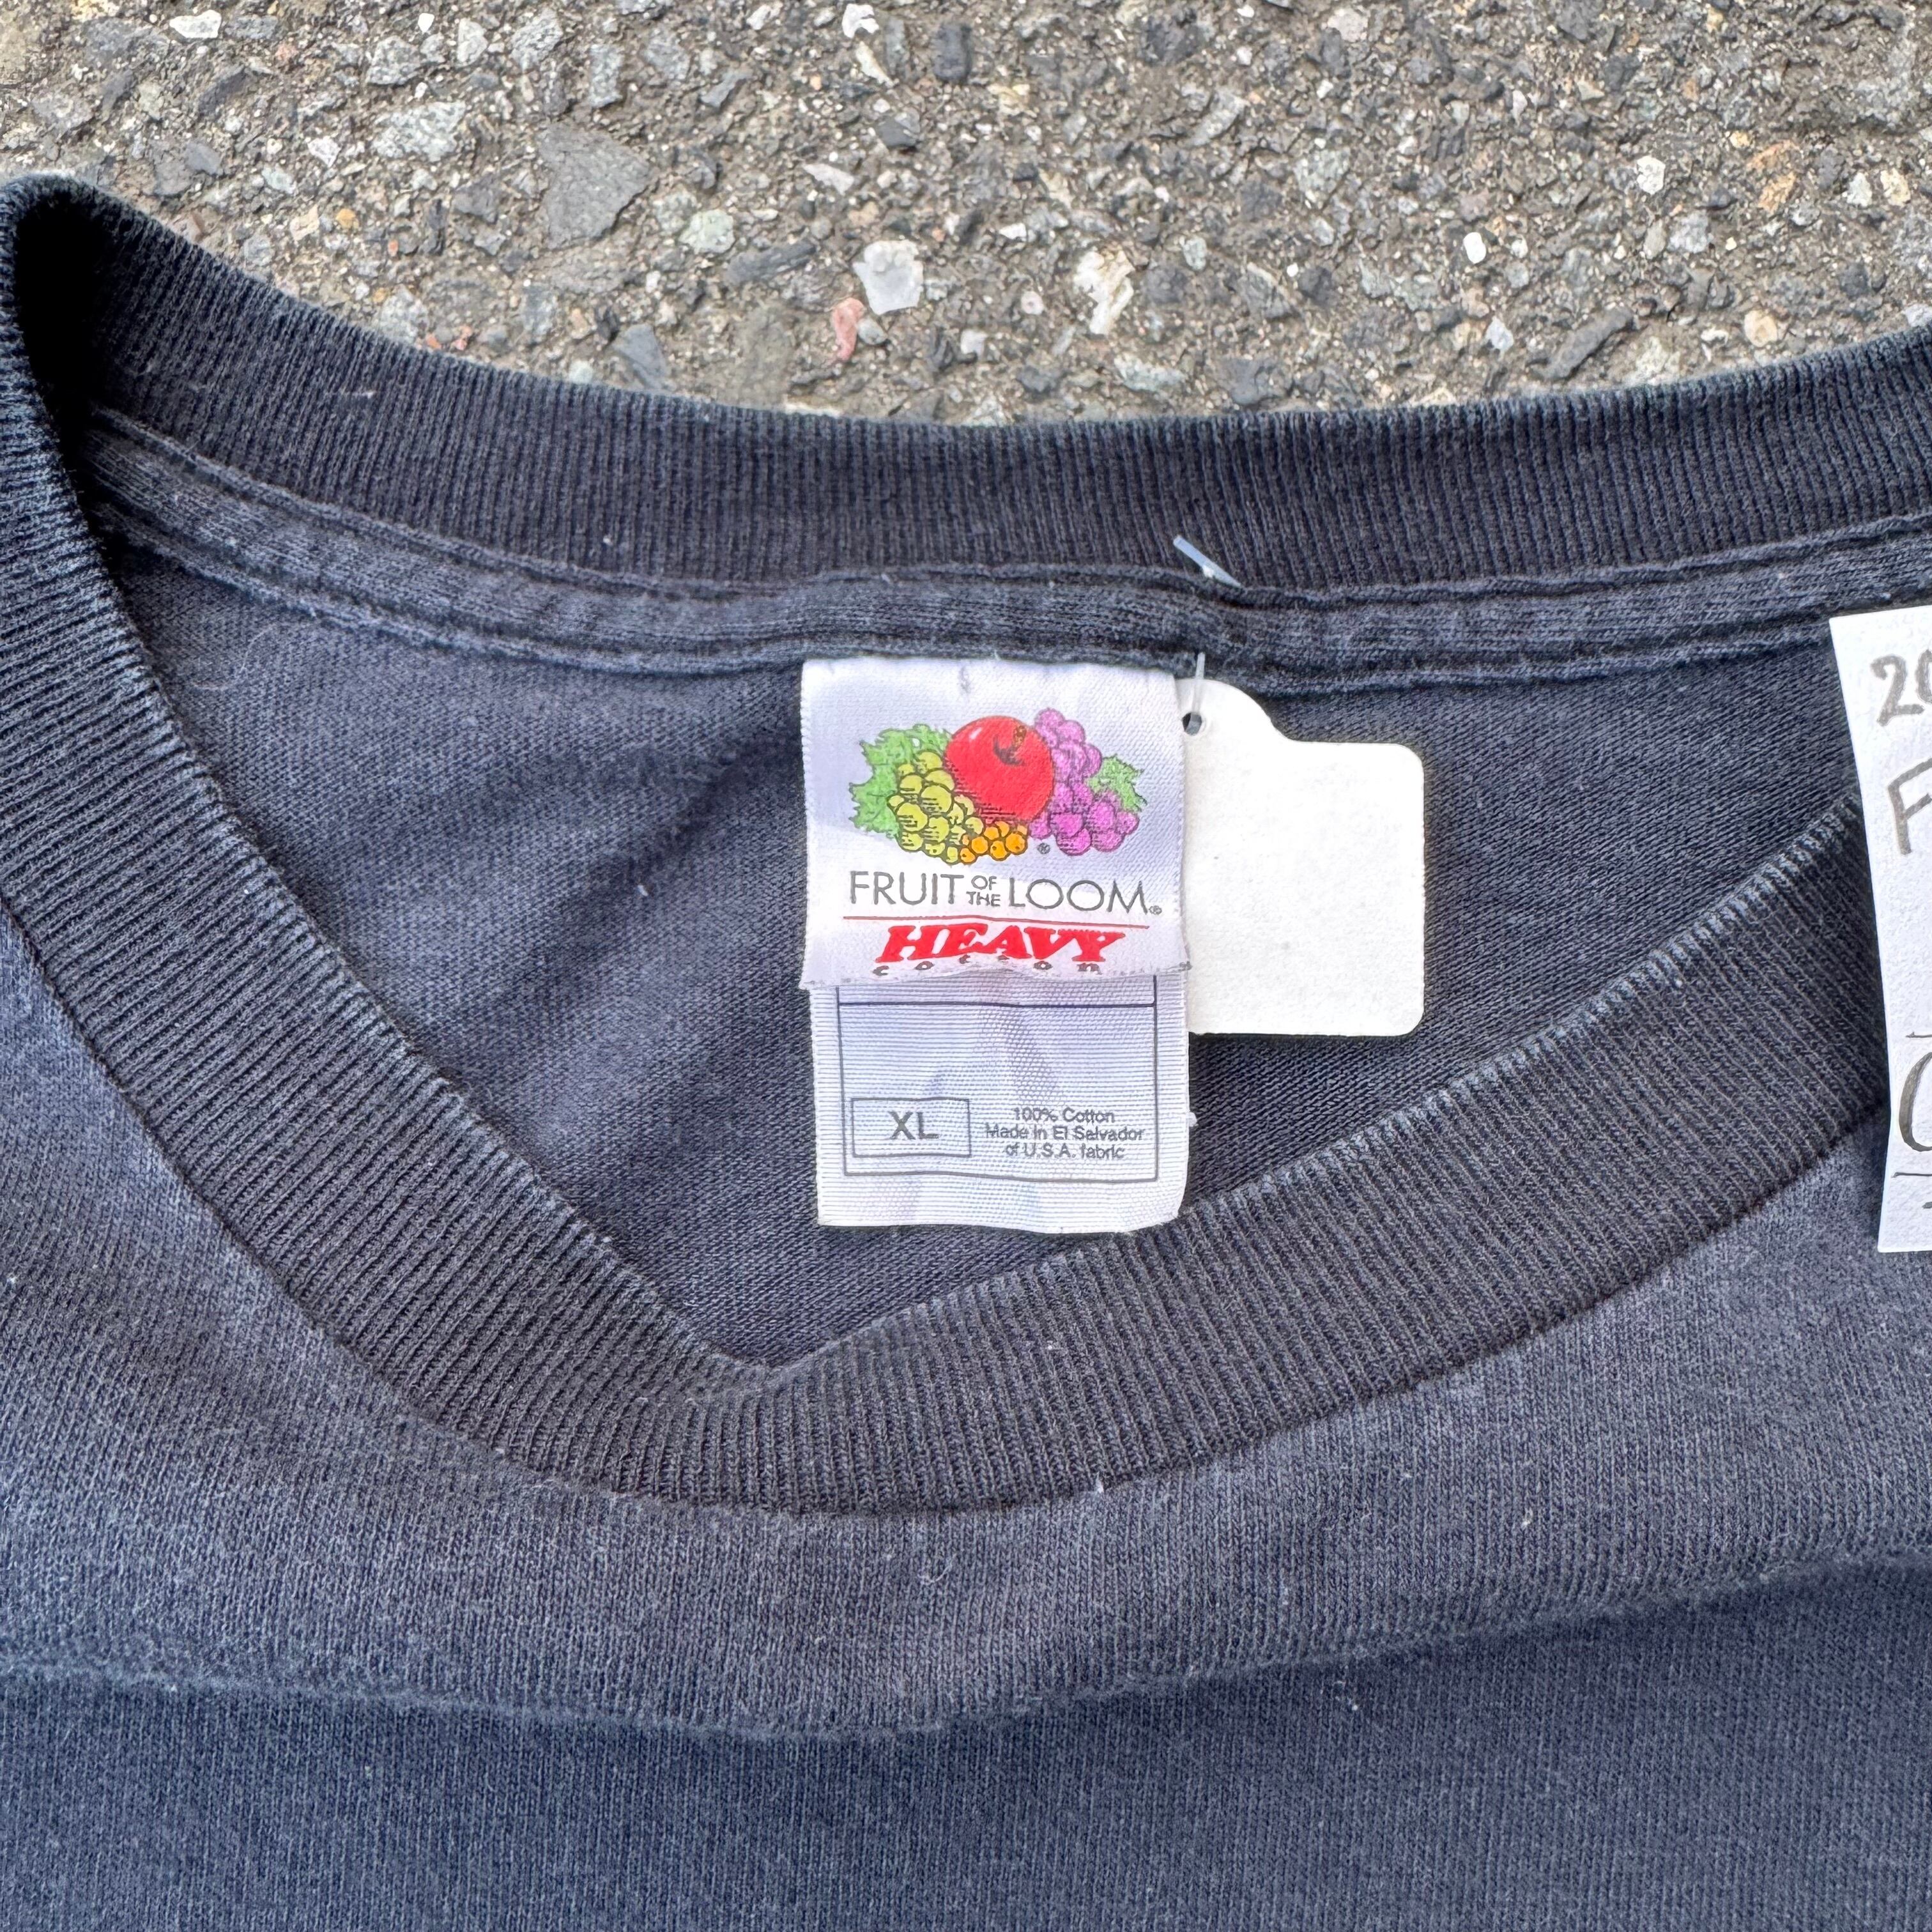 FRUIT OF THE LOOM®
HEAVY
cotton
XL
100% Cotton
Made in El Salvador
of U.S.A. fabric